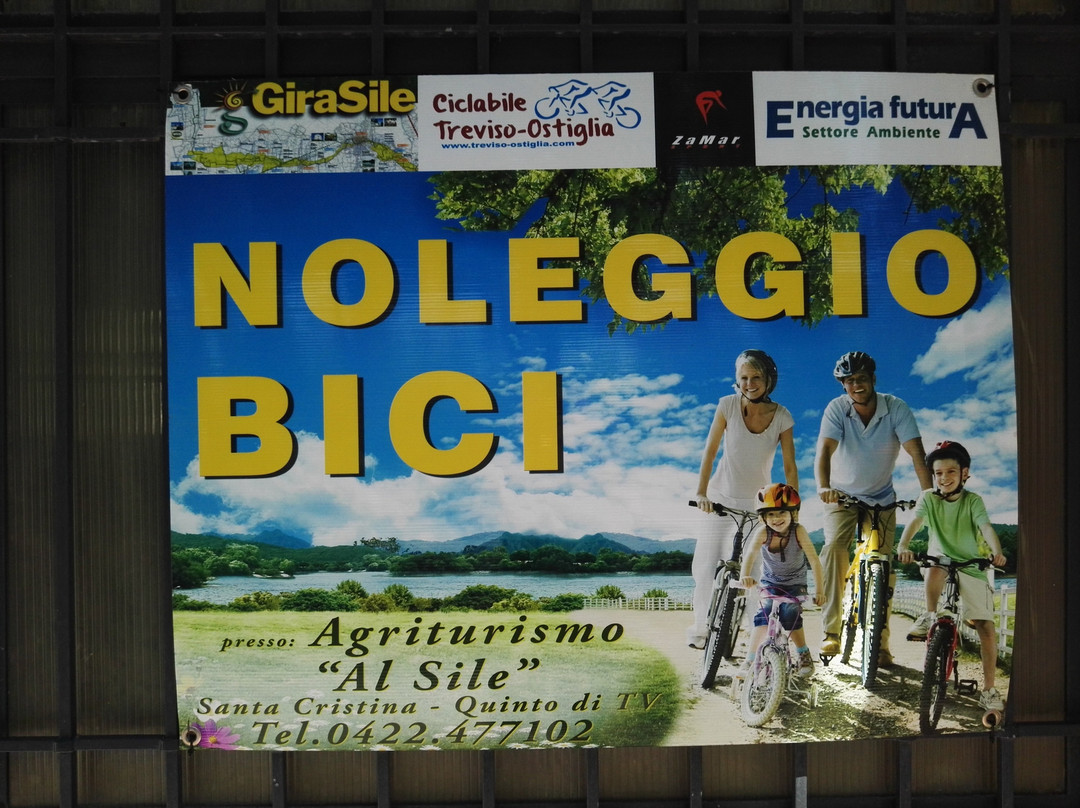 GiraSile
Ciclabile
Treviso-Ostiglia
www.treviso-ostiglia.com
ZaMar
Energia futurA
Settore Ambiente
NOLEGGIO
BICI
presso: Agriturismo
"Al Sile"
Santa Cristina - Quinto di TV
Tel.0422.477102